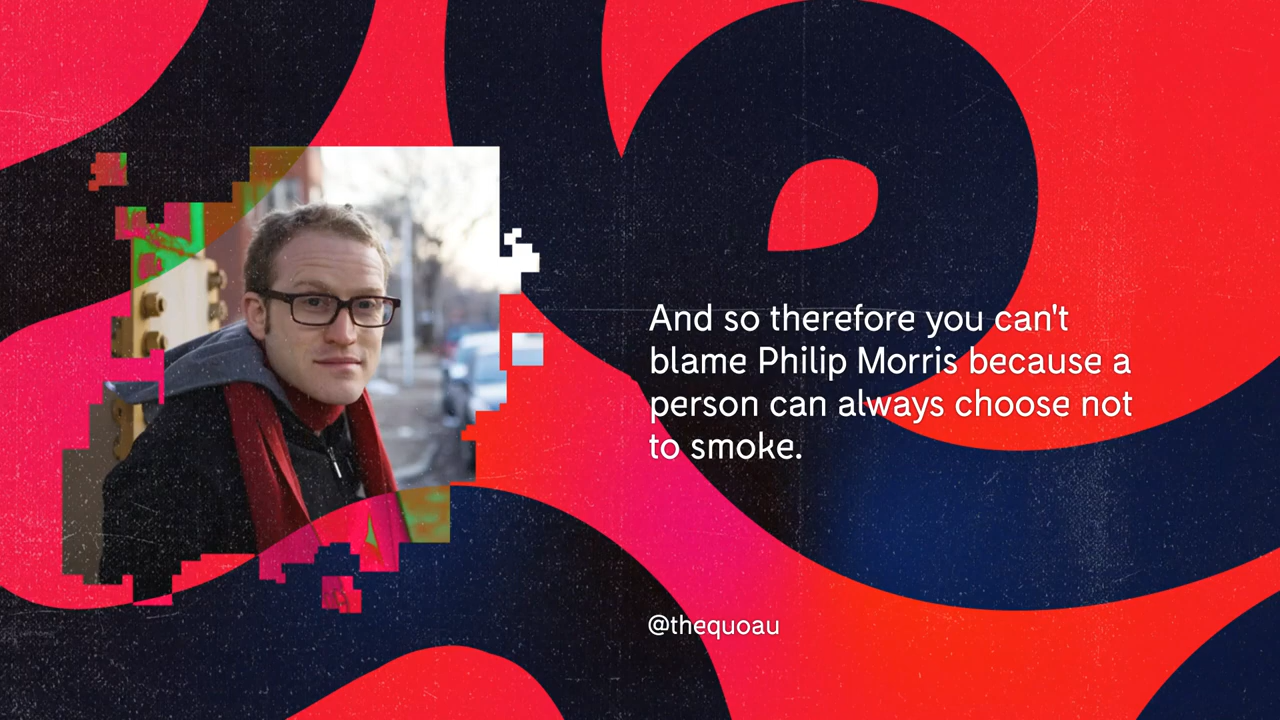 And so therefore you can't
blame Philip Morris because a
person can always choose not
to smoke.
@thequoau